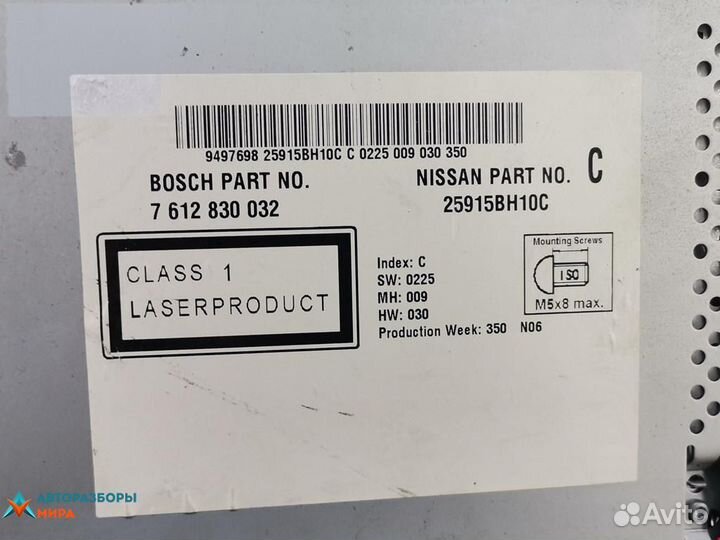 9497698 25915BH10C C 0225 009 030 350
BOSCH PART NO.
7 612 830 032
NISSAN PART NO. C
25915BH10C
CLASS 1
LASERPRODUCT
Index: C
SW: 0225
MH: 009
HW: 030
Production Week: 350 N06
Mounting Screws
ISO
M5x8 max.
АВТОРАЗБОРЫ
МИРА
Avito